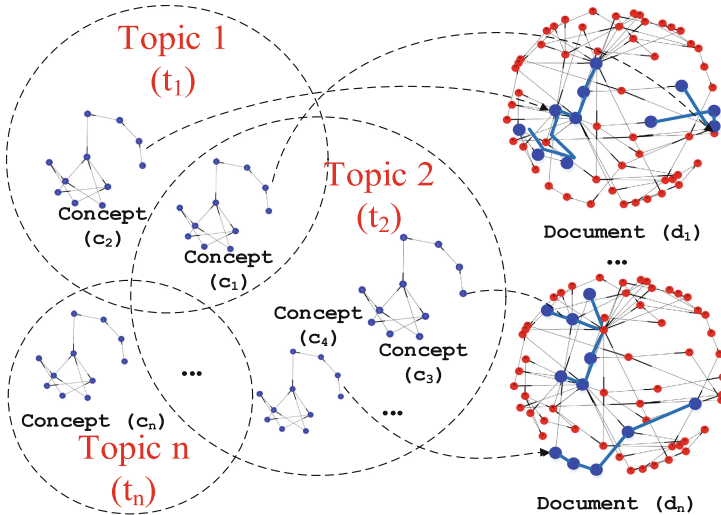 Topic 1
(t1)
Topic 2
(t2)
Concept
(c2)
Concept
(c1)
Document (d1)
...
Concept
(c4)
Concept
(c3)
...
...
Concept (cn)
Topic n
(tn)
Document (dn)